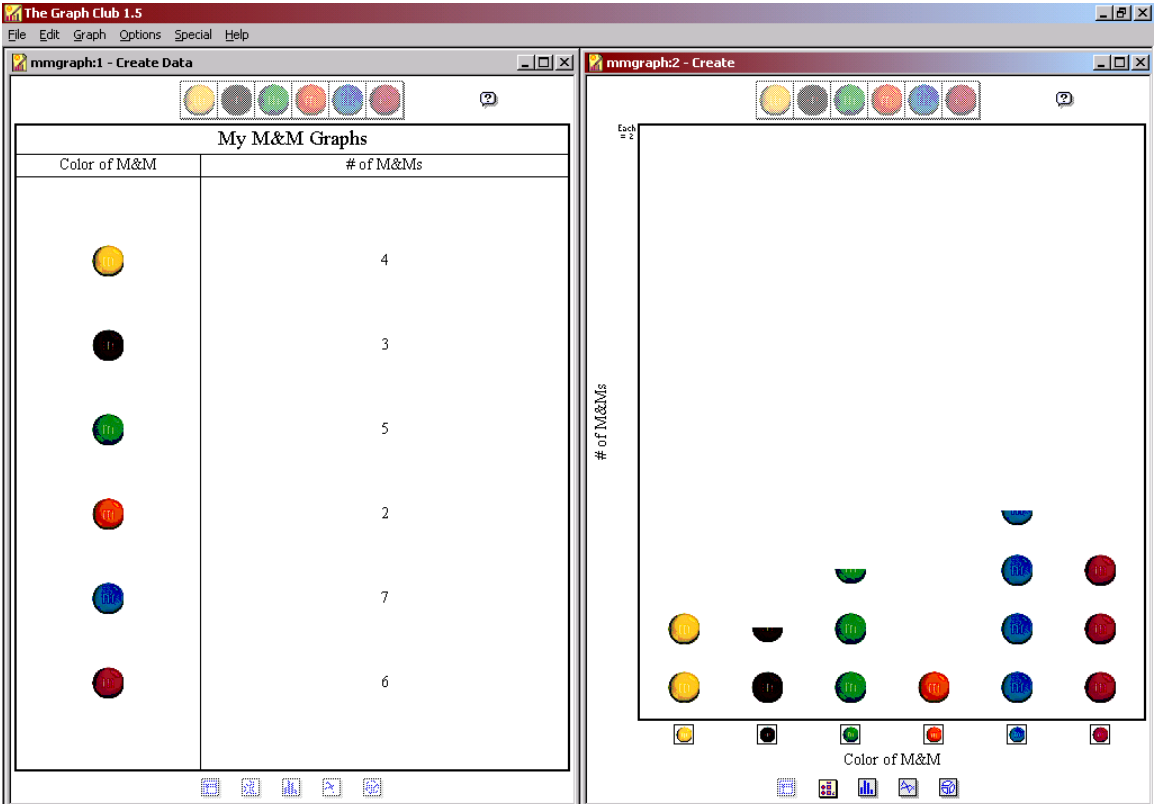 The Graph Club 1.5
File Edit Graph Options Special Help
mmgraph:1 - Create Data
My M&M Graphs
Color of M&M # of M&Ms
4
3
5
2
7
6
mmgraph:2 - Create
Each
= 2
# of M&Ms
Color of M&M